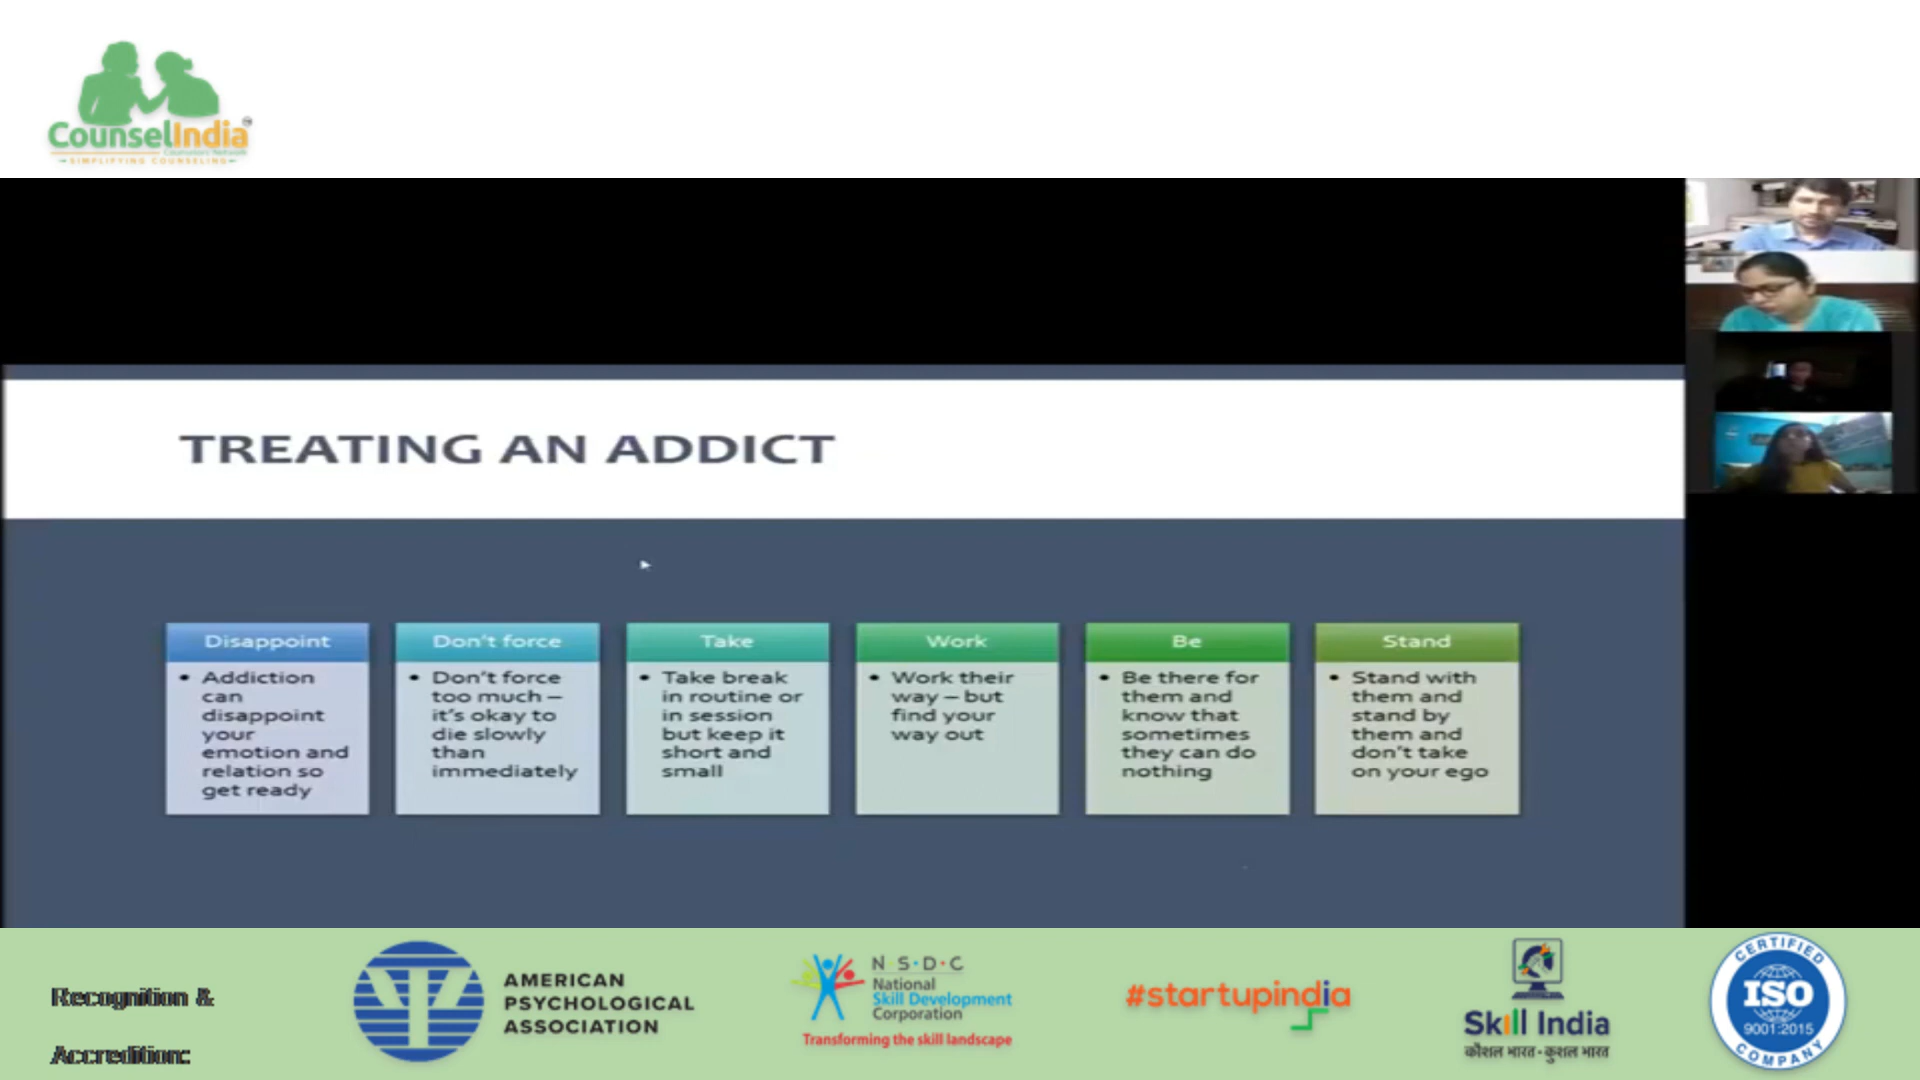 CounselIndia
SIMPLIFYING COUNSELING
TREATING AN ADDICT
Disappoint
• Addiction
can
disappoint
your
emotion and
relation so
get ready
Don't force
• Don't force
too much –
it's okay to
die slowly
than
immediately
Take
• Take break
in routine or
in session
but keep it
short and
small
Work
• Work their
way – but
find your
way out
Be
• Be there for
them and
know that
sometimes
they can do
nothing
Stand
• Stand with
them and
stand by
them and
don't take
on your ego
Recognition &
Accredition:
AMERICAN
PSYCHOLOGICAL
ASSOCIATION
N·S·D·C
National
Skill Development
Corporation
Transforming the skill landscape
#startupindia
Skill India
कौशल भारत - कुशल भारत
CERTIFIED
ISO
9001:2015
COMPANY